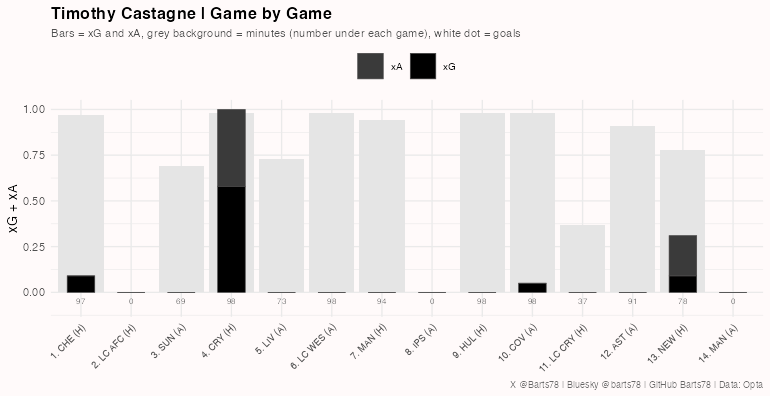 Timothy Castagne | Game by Game
Bars = xG and xA, grey background = minutes (number under each game), white dot = goals
xA xG
xG + xA
1.00
0.75
0.50
0.25
0.00
97 0 69 98 73 98 94 0 98 98 37 91 78 0
1. CHE (H)
2. LC AFC (H)
3. SUN (A)
4. CRY (H)
5. LIV (A)
6. LC WES (A)
7. MAN (H)
8. IPS (A)
9. HUL (H)
10. COV (A)
11. LC CRY (H)
12. AST (A)
13. NEW (H)
14. MAN (A)
X @Barts78 | Bluesky @barts78 | GitHub Barts78 | Data: Opta